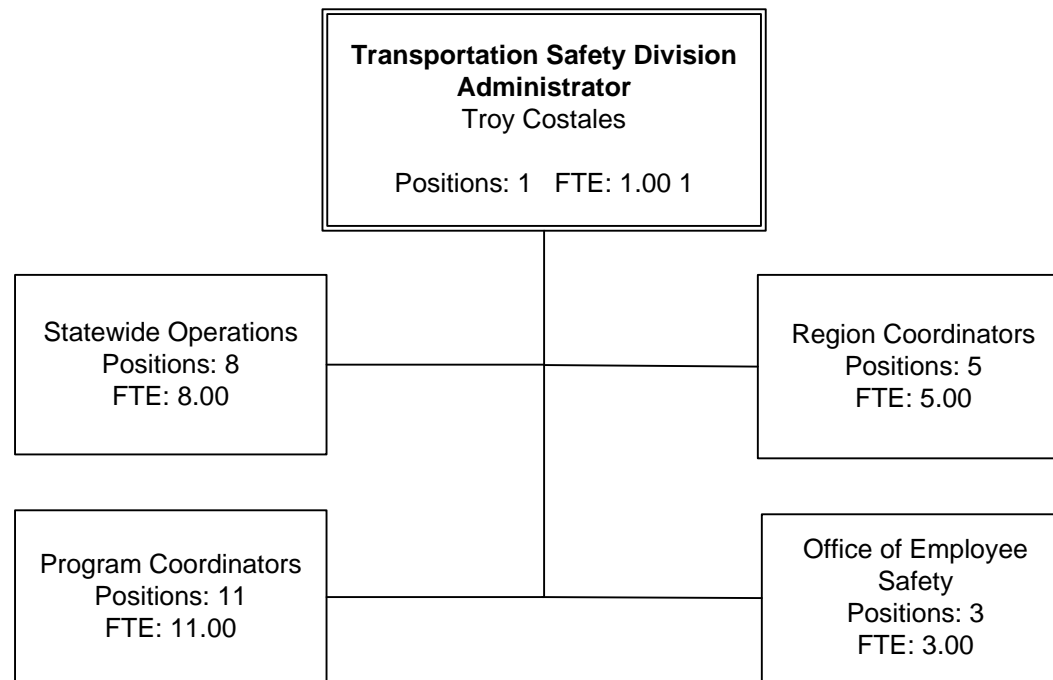 Transportation Safety Division
Administrator
Troy Costales
Positions: 1 FTE: 1.00 1
Statewide Operations
Positions: 8
FTE: 8.00
Region Coordinators
Positions: 5
FTE: 5.00
Program Coordinators
Positions: 11
FTE: 11.00
Office of Employee
Safety
Positions: 3
FTE: 3.00